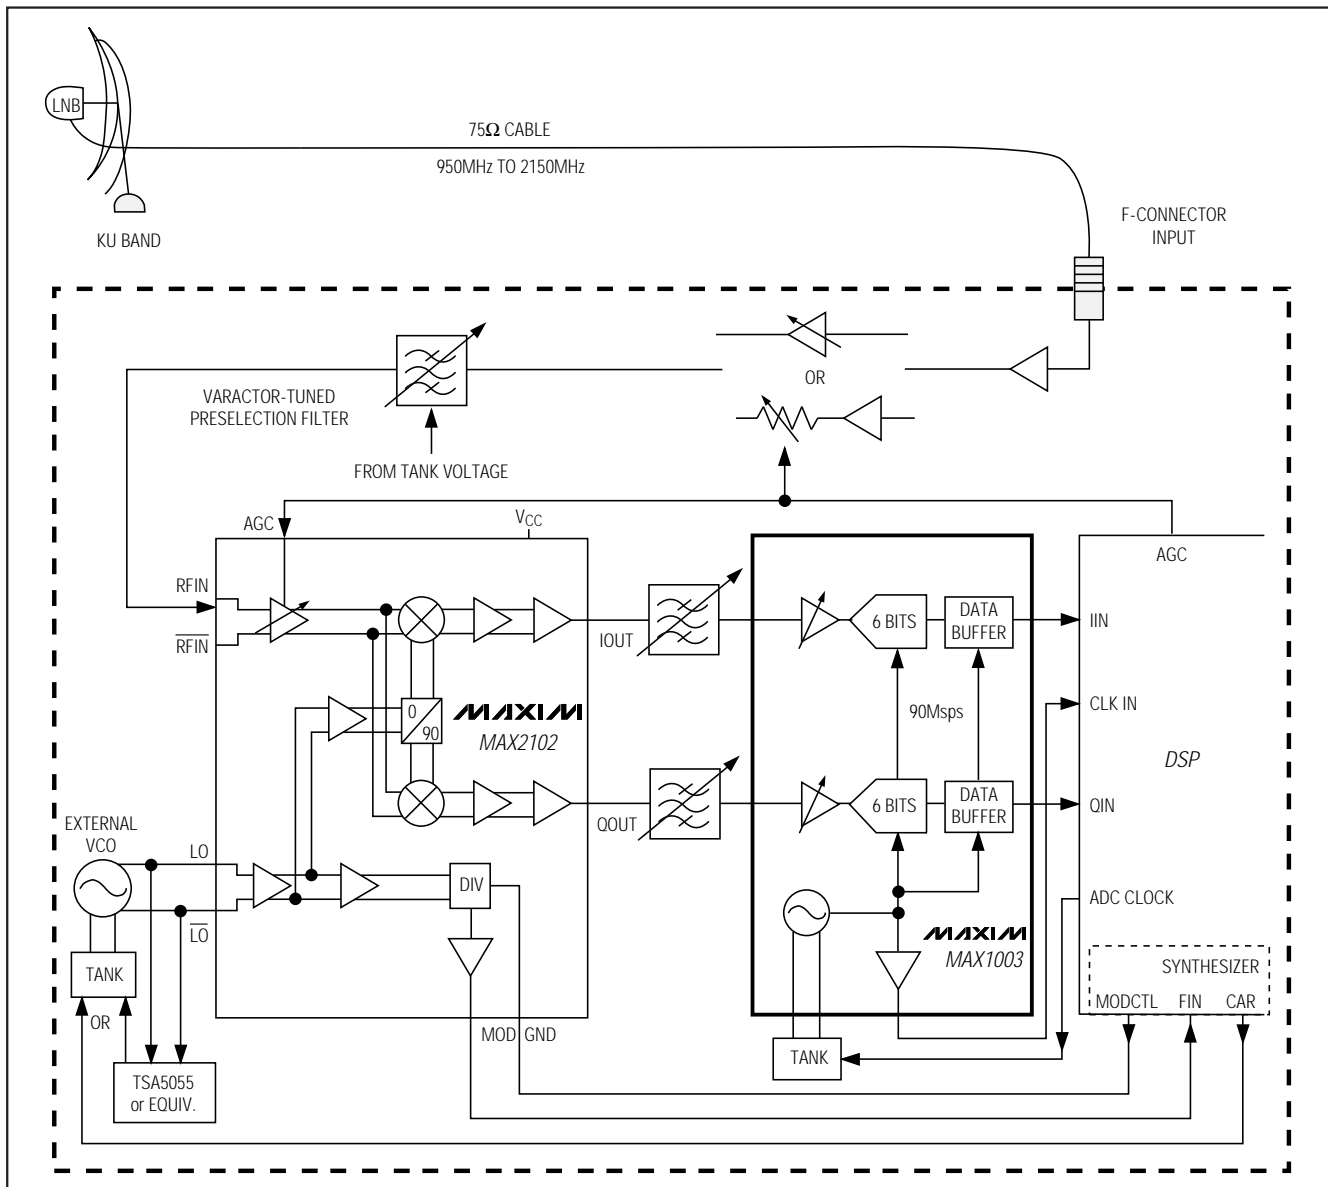 LNB
75Ω CABLE
950MHz TO 2150MHz
KU BAND
F-CONNECTOR
INPUT
VARACTOR-TUNED
PRESELECTION FILTER
OR
FROM TANK VOLTAGE
AGC
VCC
AGC
RFIN
RFIN
IOUT
6 BITS
DATA
BUFFER
IIN
0
90
MAXIM
MAX2102
90Msps
CLK IN
DSP
EXTERNAL
VCO
LO
LO
QOUT
6 BITS
DATA
BUFFER
QIN
DIV
ADC CLOCK
MAXIM
MAX1003
TANK
OR
SYNTHESIZER
MODCTL FIN CAR
MOD GND
TANK
TSA5055
or EQUIV.